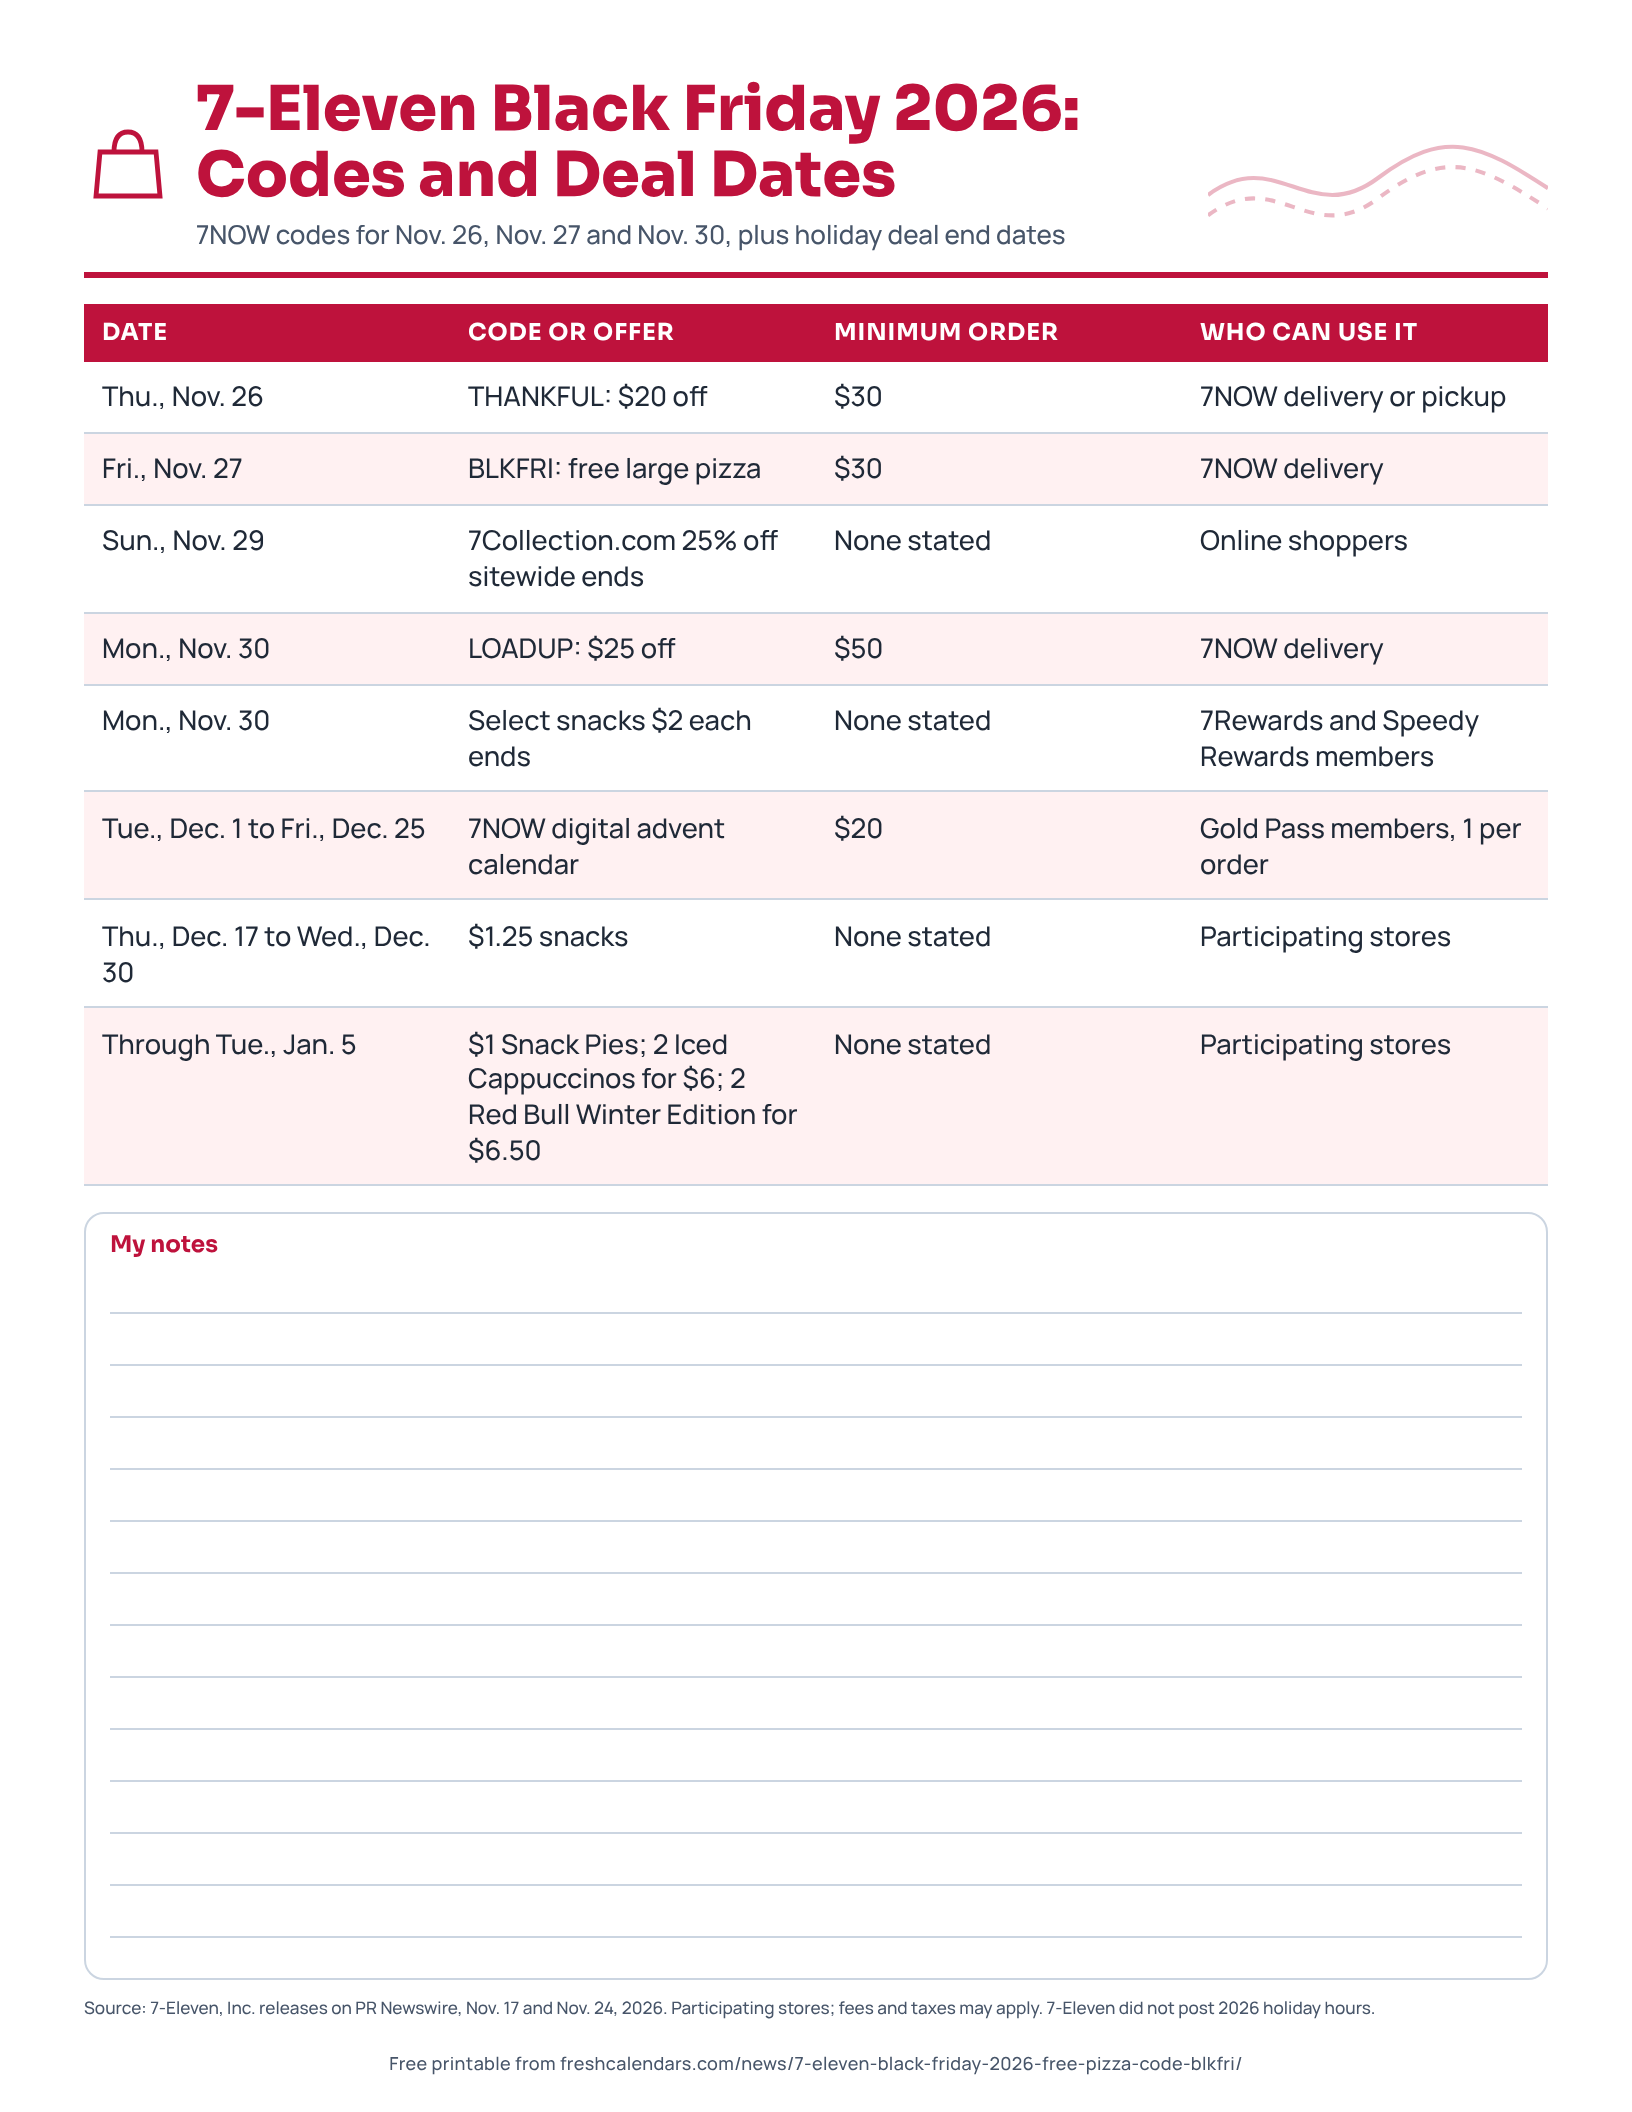 7-Eleven Black Friday 2026:
Codes and Deal Dates
7NOW codes for Nov. 26, Nov. 27 and Nov. 30, plus holiday deal end dates
DATE CODE OR OFFER MINIMUM ORDER WHO CAN USE IT
Thu., Nov. 26 THANKFUL: $20 off $30 7NOW delivery or pickup
Fri., Nov. 27 BLKFRI: free large pizza $30 7NOW delivery
Sun., Nov. 29 7Collection.com 25% off None stated Online shoppers
sitewide ends
Mon., Nov. 30 LOADUP: $25 off $50 7NOW delivery
Mon., Nov. 30 Select snacks $2 each None stated 7Rewards and Speedy
ends Rewards members
Tue., Dec. 1 to Fri., Dec. 25 7NOW digital advent $20 Gold Pass members, 1 per
calendar order
Thu., Dec. 17 to Wed., Dec. $1.25 snacks None stated Participating stores
30
Through Tue., Jan. 5 $1 Snack Pies; 2 Iced None stated Participating stores
Cappuccinos for $6; 2
Red Bull Winter Edition for
$6.50
My notes
Source: 7-Eleven, Inc. releases on PR Newswire, Nov. 17 and Nov. 24, 2026. Participating stores; fees and taxes may apply. 7-Eleven did not post 2026 holiday hours.
Free printable from freshcalendars.com/news/7-eleven-black-friday-2026-free-pizza-code-blkfri/